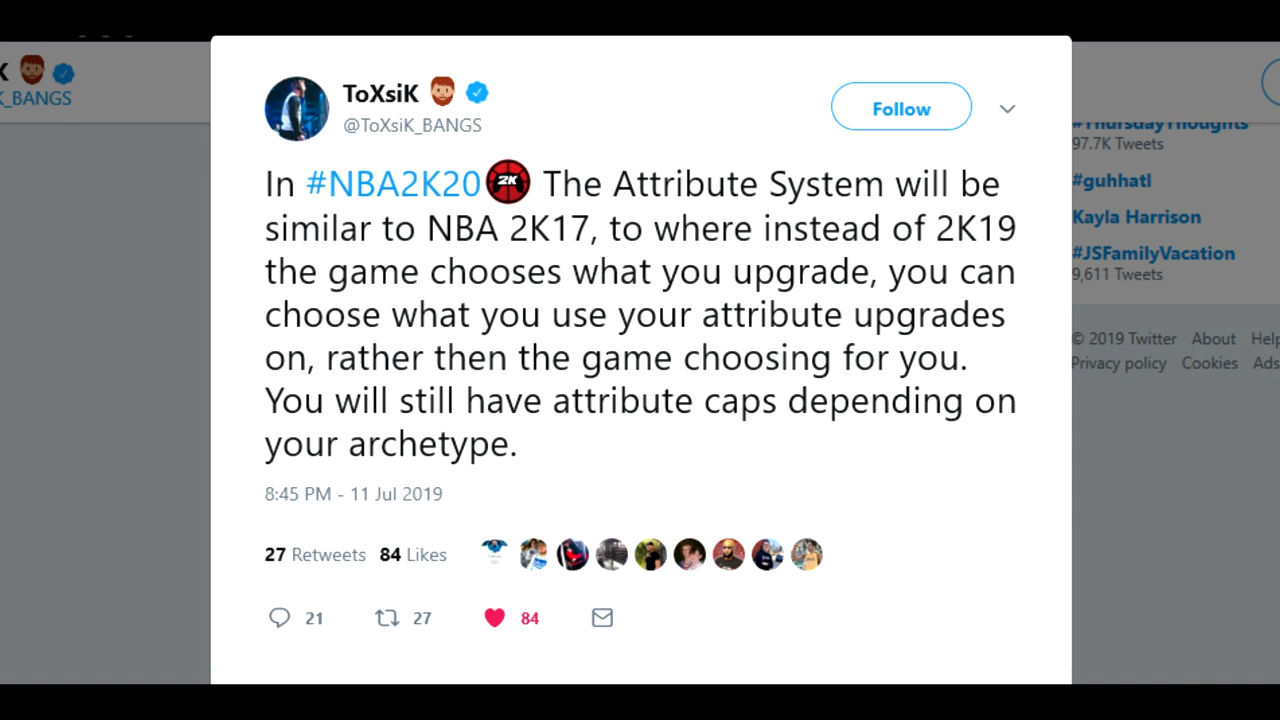 K
K_BANGS
ToXsiK
@ToXsiK_BANGS
Follow
In #NBA2K20 2K The Attribute System will be
similar to NBA 2K17, to where instead of 2K19
the game chooses what you upgrade, you can
choose what you use your attribute upgrades
on, rather then the game choosing for you.
You will still have attribute caps depending on
your archetype.
8:45 PM - 11 Jul 2019
27 Retweets 84 Likes
21 27 84
#ThursdayThoughts
97.7K Tweets
#guhhatl
Kayla Harrison
#JSFamilyVacation
9,611 Tweets
© 2019 Twitter About Help
Privacy policy Cookies Ads